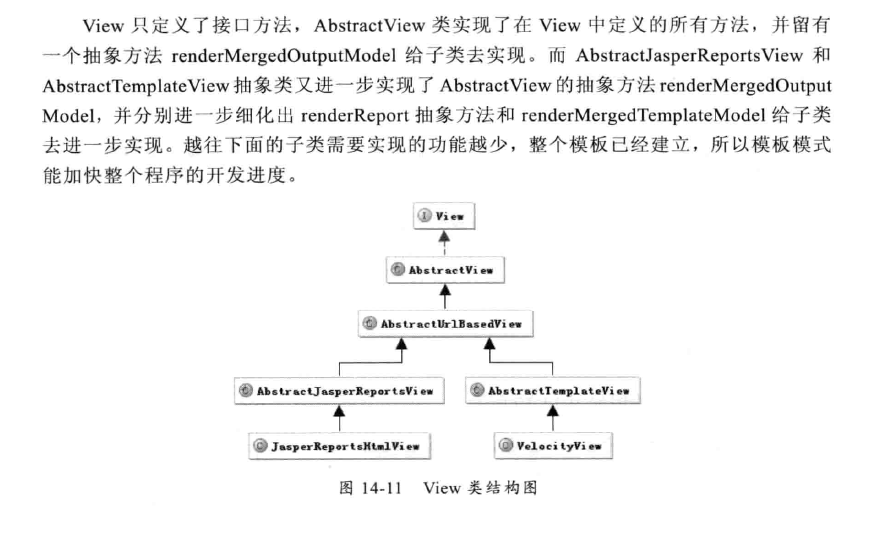 View 只定义了接口方法，AbstractView 类实现了在 View 中定义的所有方法，并留有
一个抽象方法 renderMergedOutputModel 给子类去实现。而 AbstractJasperReportsView 和
AbstractTemplateView 抽象类又进一步实现了 AbstractView 的抽象方法 renderMergedOutput
Model，并分别进一步细化出 renderReport 抽象方法和 renderMergedTemplateModel 给子类
去进一步实现。越往下面的子类需要实现的功能越少，整个模板已经建立，所以模板模式
能加快整个程序的开发进度。
I View
C AbstractView
C AbstractUrlBasedView
C AbstractJasperReportsView C AbstractTemplateView
C JasperReportsHtmlView C VelocityView
图 14-11 View 类结构图